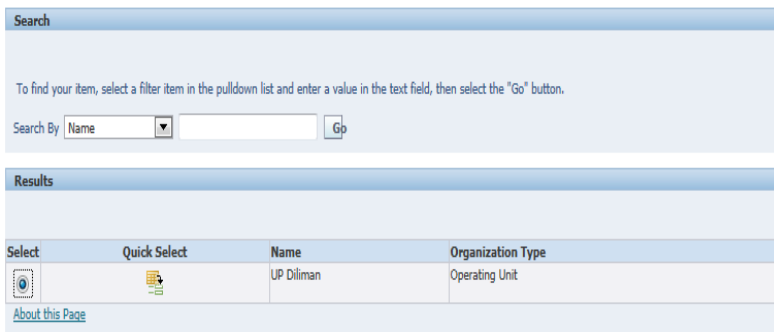 Search
To find your item, select a filter item in the pulldown list and enter a value in the text field, then select the "Go" button.
Search By Name Go
Results
Select Quick Select Name Organization Type
UP Diliman Operating Unit
About this Page